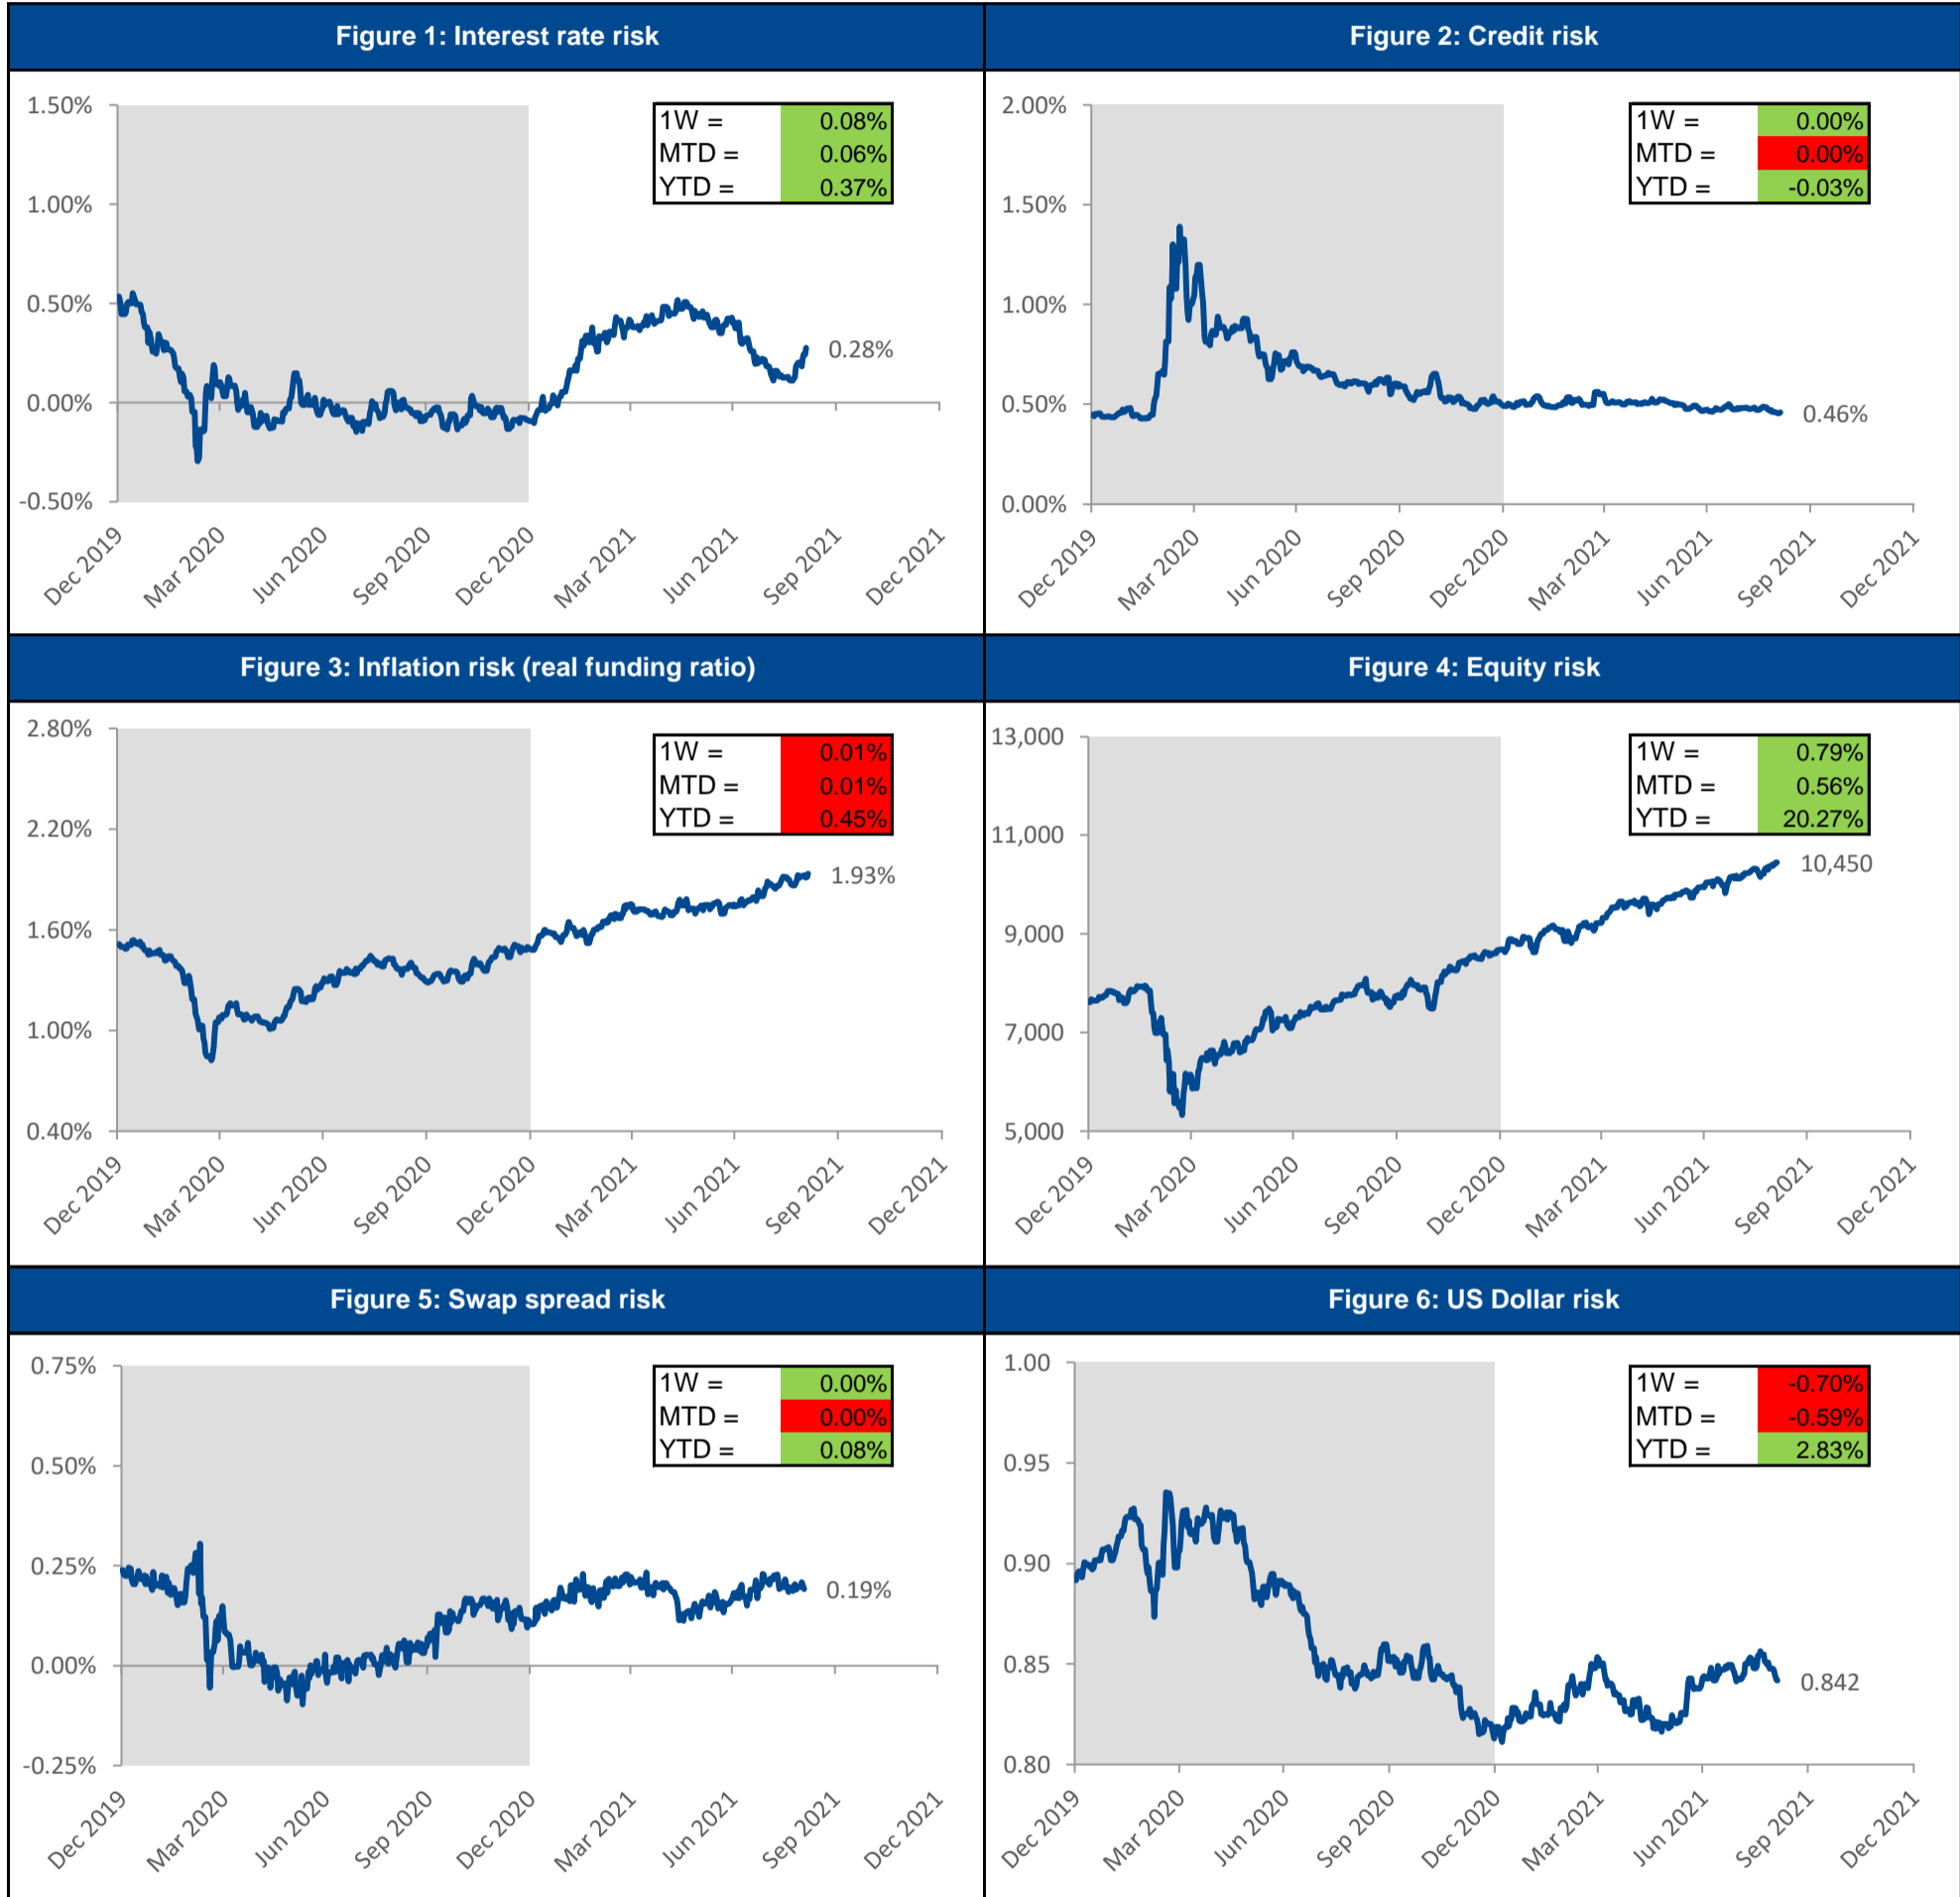 Figure 1: Interest rate risk
1.50%
1.00%
0.50%
0.00%
-0.50%
1W = 0.08%
MTD = 0.06%
YTD = 0.37%
0.28%
Dec 2019 Mar 2020 Jun 2020 Sep 2020 Dec 2020 Mar 2021 Jun 2021 Sep 2021 Dec 2021
Figure 2: Credit risk
2.00%
1.50%
1.00%
0.50%
0.00%
1W = 0.00%
MTD = 0.00%
YTD = -0.03%
0.46%
Dec 2019 Mar 2020 Jun 2020 Sep 2020 Dec 2020 Mar 2021 Jun 2021 Sep 2021 Dec 2021
Figure 3: Inflation risk (real funding ratio)
2.80%
2.20%
1.60%
1.00%
0.40%
1W = 0.01%
MTD = 0.01%
YTD = 0.45%
1.93%
Dec 2019 Mar 2020 Jun 2020 Sep 2020 Dec 2020 Mar 2021 Jun 2021 Sep 2021 Dec 2021
Figure 4: Equity risk
13,000
11,000
9,000
7,000
5,000
1W = 0.79%
MTD = 0.56%
YTD = 20.27%
10,450
Dec 2019 Mar 2020 Jun 2020 Sep 2020 Dec 2020 Mar 2021 Jun 2021 Sep 2021 Dec 2021
Figure 5: Swap spread risk
0.75%
0.50%
0.25%
0.00%
-0.25%
1W = 0.00%
MTD = 0.00%
YTD = 0.08%
0.19%
Dec 2019 Mar 2020 Jun 2020 Sep 2020 Dec 2020 Mar 2021 Jun 2021 Sep 2021 Dec 2021
Figure 6: US Dollar risk
1.00
0.95
0.90
0.85
0.80
1W = -0.70%
MTD = -0.59%
YTD = 2.83%
0.842
Dec 2019 Mar 2020 Jun 2020 Sep 2020 Dec 2020 Mar 2021 Jun 2021 Sep 2021 Dec 2021